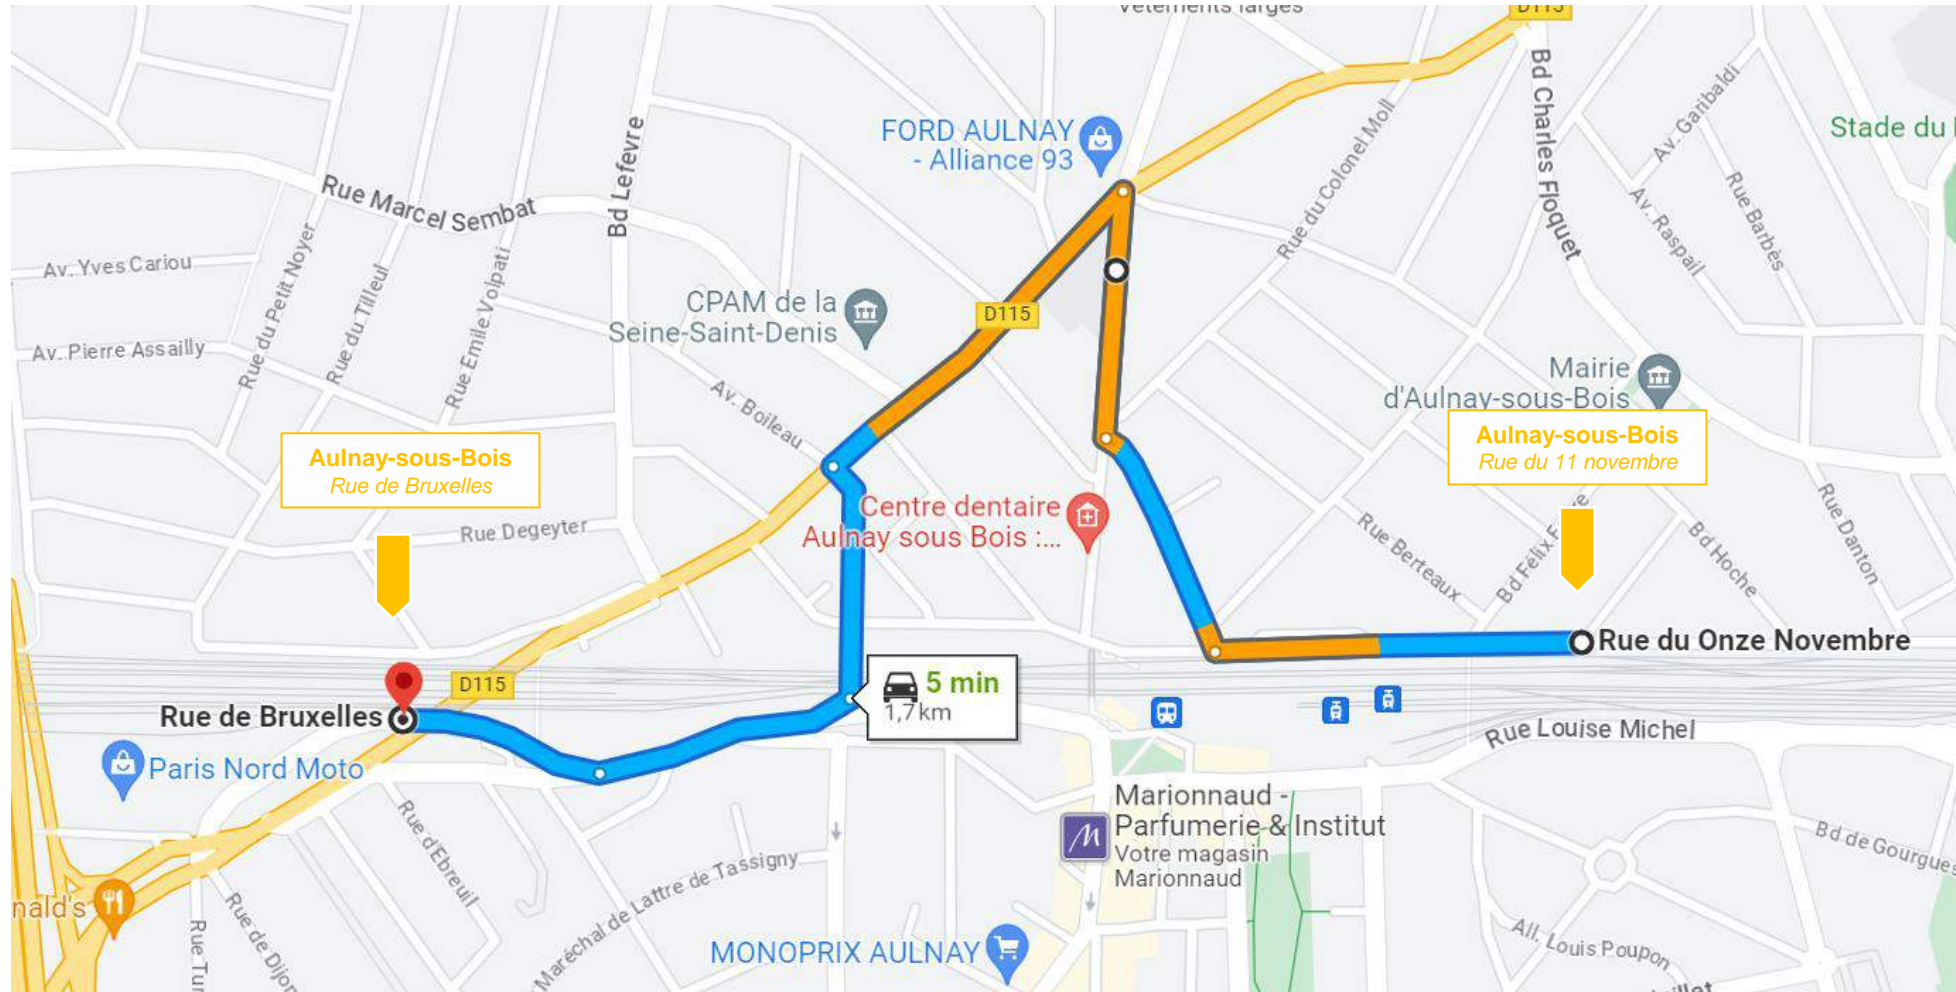 Vêtements larges
D115
Bd Charles Floquet
Av. Garibaldi
Stade du
FORD AULNAY
- Alliance 93
Rue du Colonel Moll
Bd Lefevre
Rue Marcel Sembat
Av. Raspail
Rue Barbès
Av. Yves Cariou
Rue du Petit Noyer
Rue du Tilleul
Rue Emile Volpati
CPAM de la
Seine-Saint-Denis
D115
Av. Pierre Assailly
Av. Boileau
Mairie
d'Aulnay-sous-Bois
Aulnay-sous-Bois
Rue du 11 novembre
Aulnay-sous-Bois
Rue de Bruxelles
Centre dentaire
Aulnay sous Bois :...
Rue Degeyter
Rue Berteaux
Bd Félix F
Bd Hoche
Rue Danton
Rue du Onze Novembre
D115
5 min
1,7 km
Rue de Bruxelles
Rue Louise Michel
Paris Nord Moto
Marionnaud -
Parfumerie & Institut
Votre magasin
Marionnaud
Rue d'Ebreuil
Maréchal de Lattre de Tassigny
Bd de Gourgues
nald's
Rue Tur
Rue de Dijon
MONOPRIX AULNAY
All. Louis Poupon